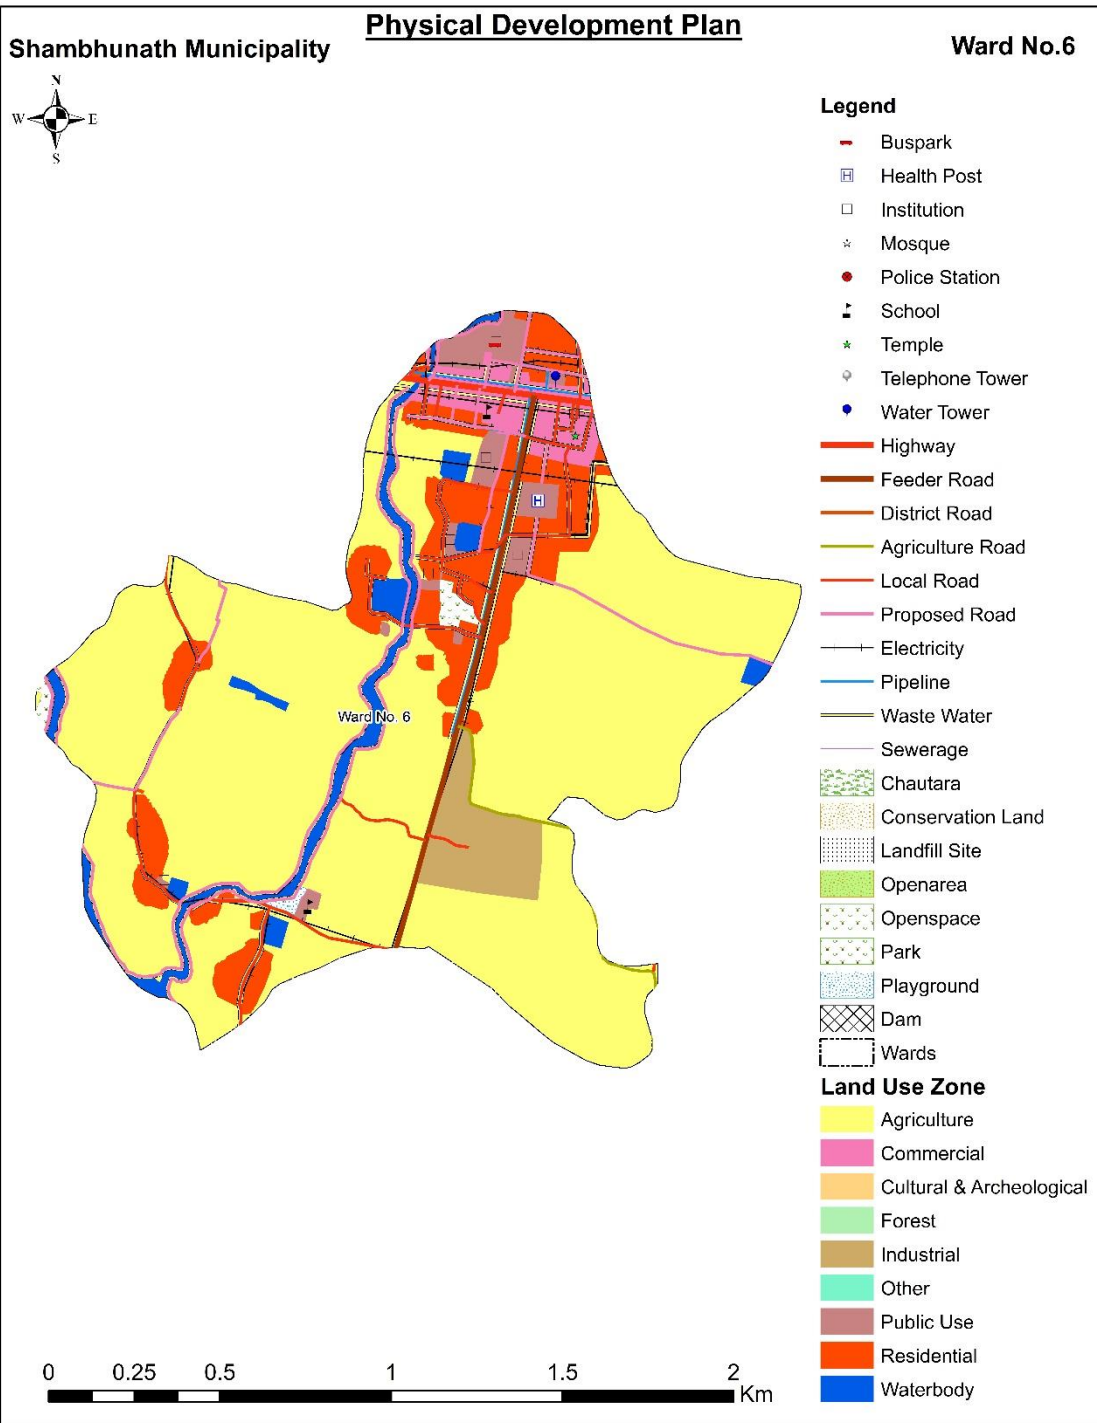 Physical Development Plan
Shambhunath Municipality
Ward No.6
N
W E
S
Legend
Buspark
H Health Post
Institution
Mosque
Police Station
School
Temple
Telephone Tower
Water Tower
Highway
Feeder Road
District Road
Agriculture Road
Local Road
Proposed Road
Electricity
Pipeline
Waste Water
Sewerage
Chautara
Conservation Land
Landfill Site
Openarea
Openspace
Park
Playground
Dam
Wards
Land Use Zone
Agriculture
Commercial
Cultural & Archeological
Forest
Industrial
Other
Public Use
Residential
Waterbody
H
Ward No. 6
0 0.25 0.5 1 1.5 2
Km